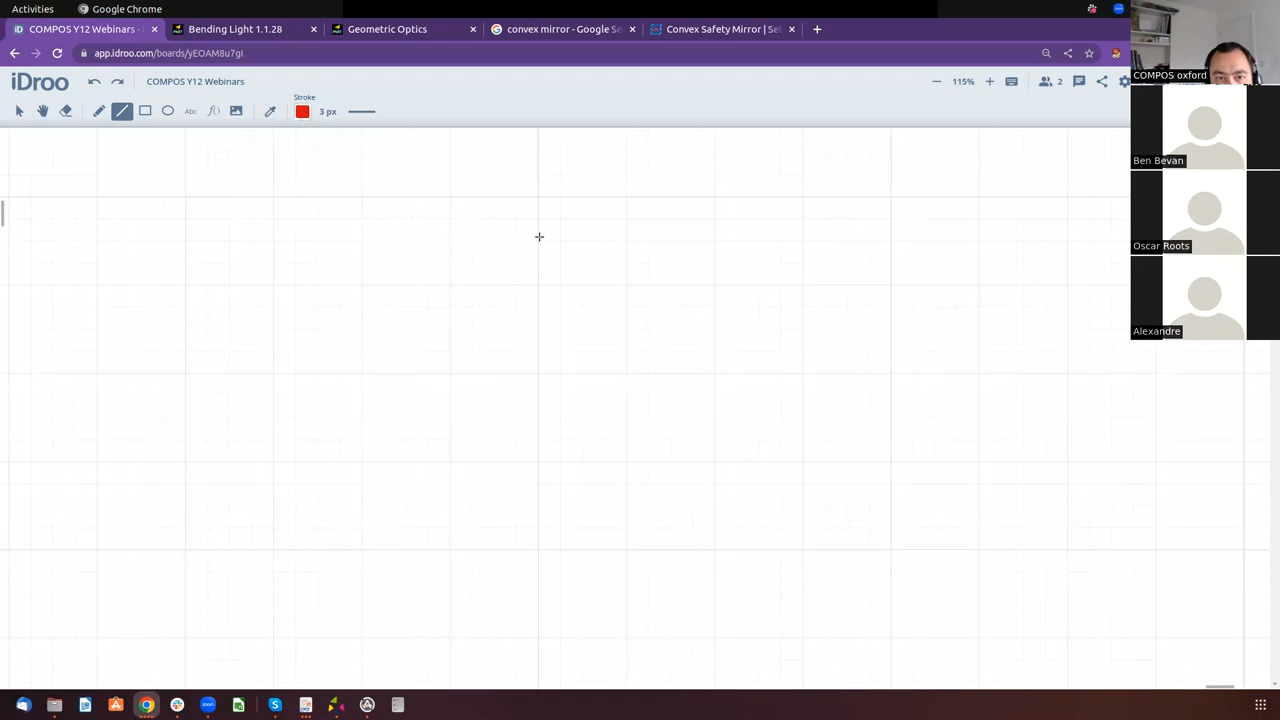 Activities
Google Chrome
COMPOS Y12 Webinars -
Bending Light 1.1.28
Geometric Optics
convex mirror - Google Se
Convex Safety Mirror | Set
app.idroo.com/boards/yEOAM8u7gI
iDroo
COMPOS Y12 Webinars
115%
2
Abc
f()
Stroke
3 px
COMPOS oxford
Ben Bevan
Oscar Roots
Alexandre